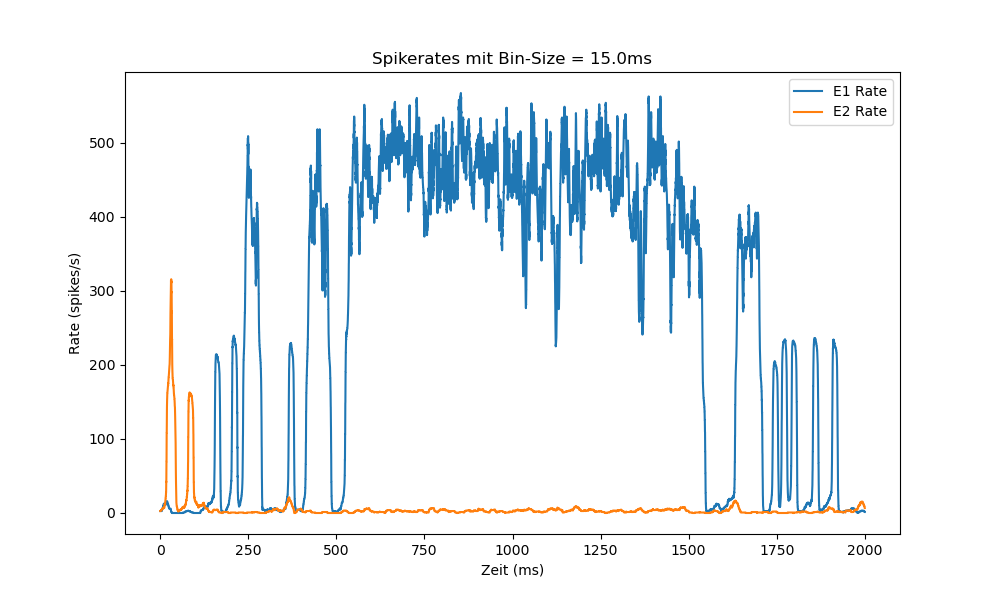 Spikerates mit Bin-Size = 15.0ms
E1 Rate
E2 Rate
Rate (spikes/s)
500
400
300
200
100
0
0 250 500 750 1000 1250 1500 1750 2000
Zeit (ms)